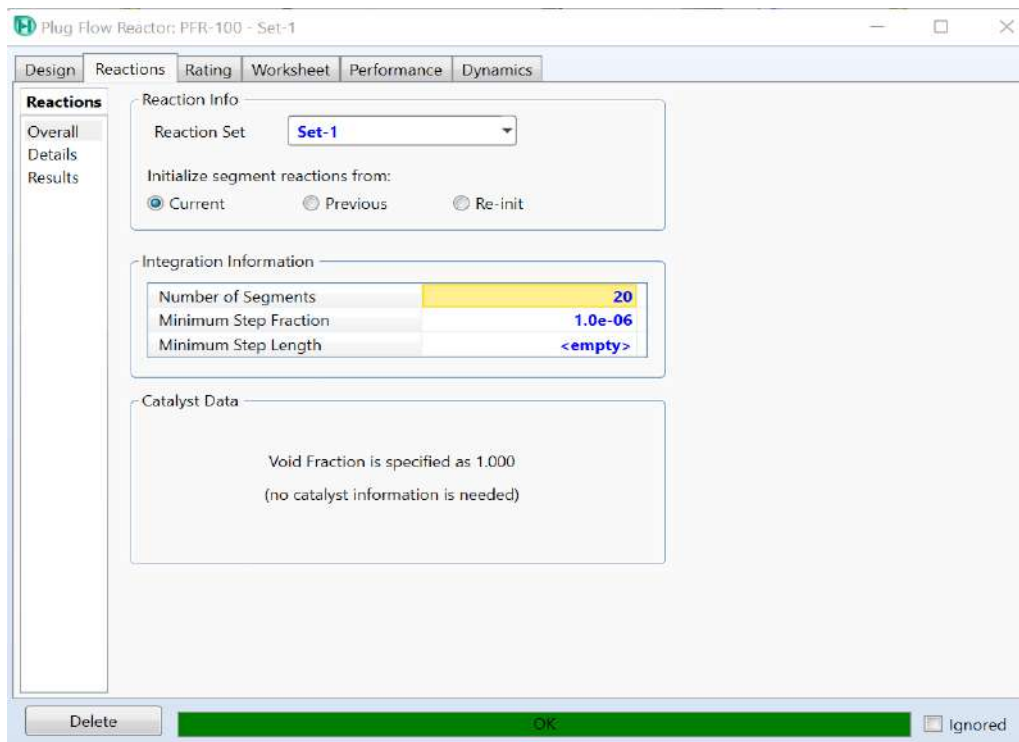 Plug Flow Reactor: PFR-100 - Set-1
Design Reactions Rating Worksheet Performance Dynamics
Reactions
Overall
Details
Results
Reaction Info
Reaction Set Set-1
Initialize segment reactions from:
Current Previous Re-init
Integration Information
Number of Segments 20
Minimum Step Fraction 1.0e-06
Minimum Step Length <empty>
Catalyst Data
Void Fraction is specified as 1.000
(no catalyst information is needed)
Delete OK Ignored